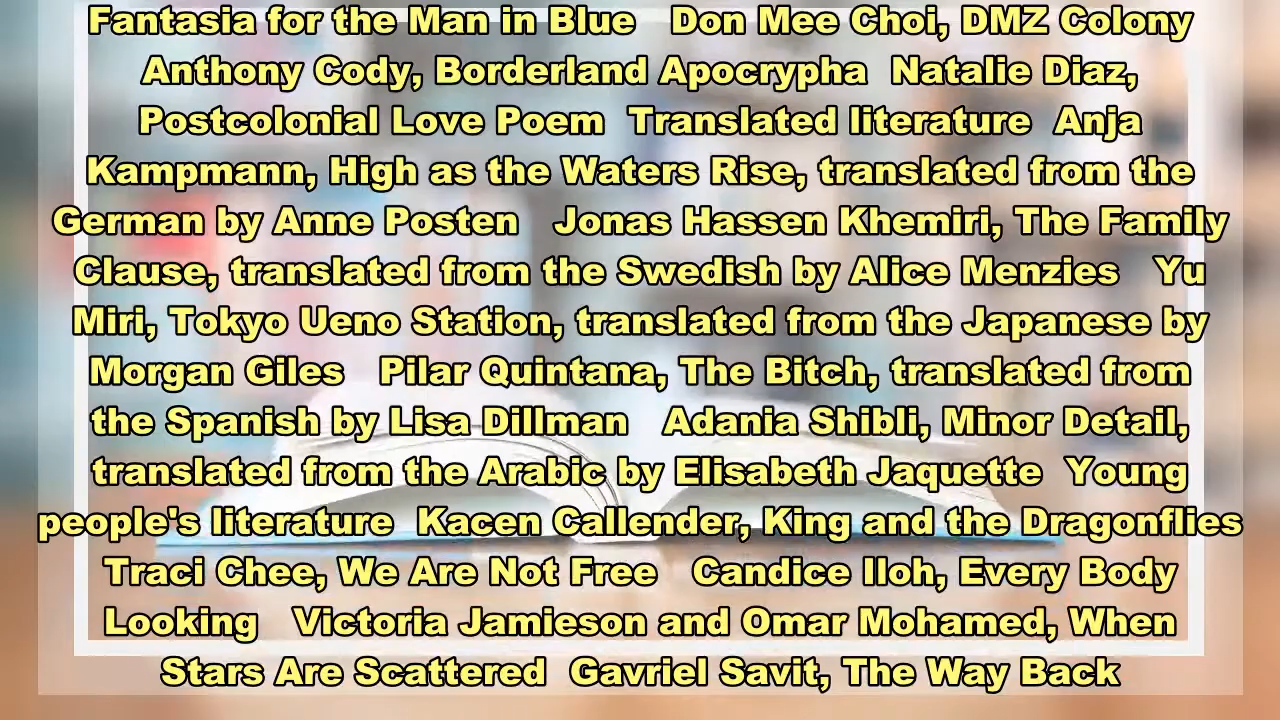 Fantasia for the Man in Blue   Don Mee Choi, DMZ Colony
Anthony Cody, Borderland Apocrypha  Natalie Diaz,
Postcolonial Love Poem  Translated literature  Anja
Kampmann, High as the Waters Rise, translated from the
German by Anne Posten   Jonas Hassen Khemiri, The Family
Clause, translated from the Swedish by Alice Menzies   Yu
Miri, Tokyo Ueno Station, translated from the Japanese by
Morgan Giles   Pilar Quintana, The Bitch, translated from
the Spanish by Lisa Dillman   Adania Shibli, Minor Detail,
translated from the Arabic by Elisabeth Jaquette  Young
people's literature  Kacen Callender, King and the Dragonflies
Traci Chee, We Are Not Free   Candice Iloh, Every Body
Looking   Victoria Jamieson and Omar Mohamed, When
Stars Are Scattered  Gavriel Savit, The Way Back